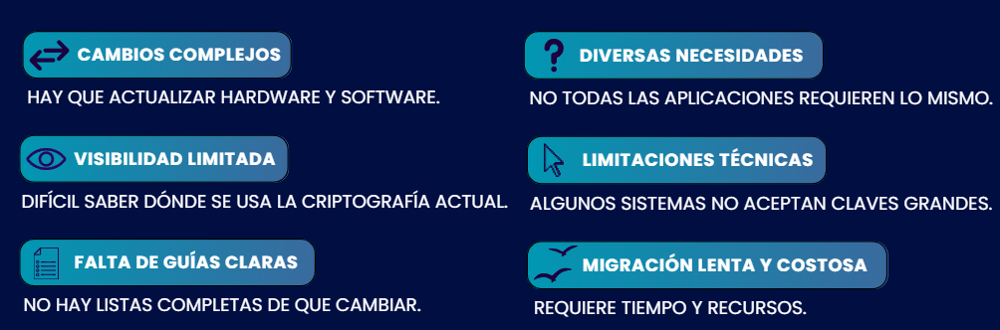 CAMBIOS COMPLEJOS
HAY QUE ACTUALIZAR HARDWARE Y SOFTWARE.
VISIBILIDAD LIMITADA
DIFÍCIL SABER DÓNDE SE USA LA CRIPTOGRAFÍA ACTUAL.
FALTA DE GUÍAS CLARAS
NO HAY LISTAS COMPLETAS DE QUE CAMBIAR.
DIVERSAS NECESIDADES
NO TODAS LAS APLICACIONES REQUIEREN LO MISMO.
LIMITACIONES TÉCNICAS
ALGUNOS SISTEMAS NO ACEPTAN CLAVES GRANDES.
MIGRACIÓN LENTA Y COSTOSA
REQUIERE TIEMPO Y RECURSOS.